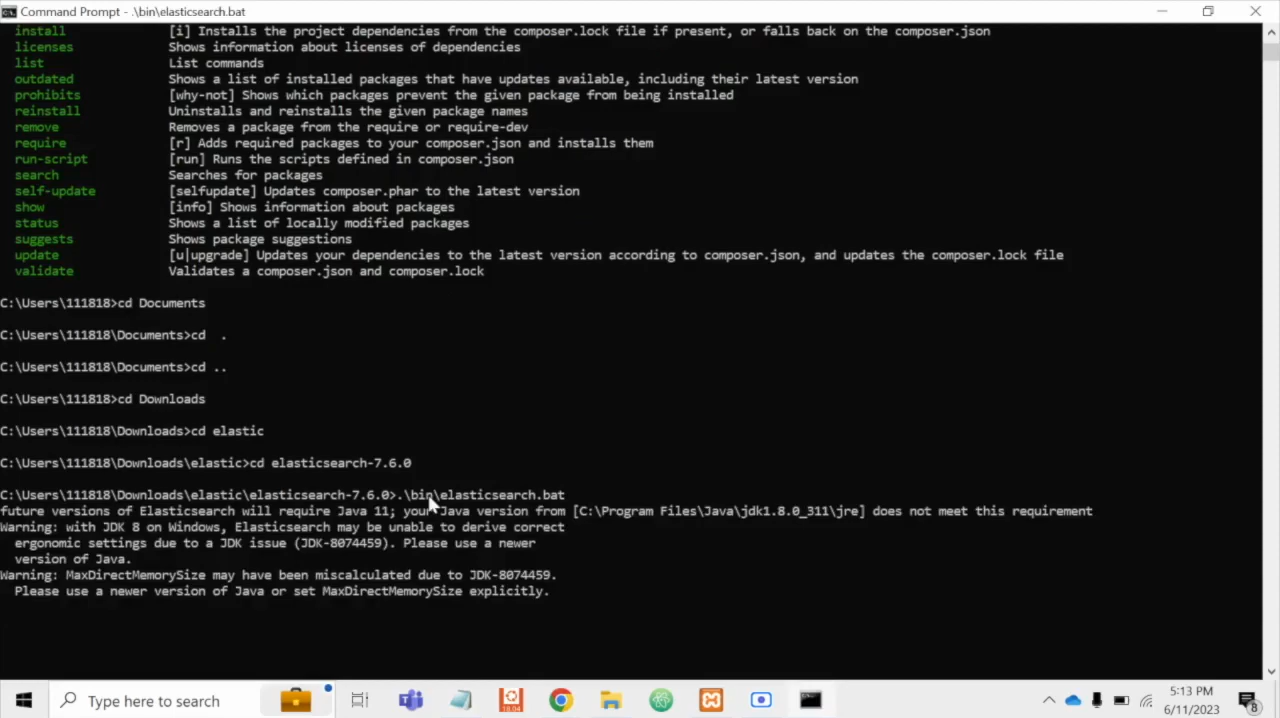 Command Prompt - .\bin\elasticsearch.bat
install [i] Installs the project dependencies from the composer.lock file if present, or falls back on the composer.json
licenses Shows information about licenses of dependencies
list List commands
outdated Shows a list of installed packages that have updates available, including their latest version
prohibits [why-not] Shows which packages prevent the given package from being installed
reinstall Uninstalls and reinstalls the given package names
remove Removes a package from the require or require-dev
require [r] Adds required packages to your composer.json and installs them
run-script [run] Runs the scripts defined in composer.json
search Searches for packages
self-update [selfupdate] Updates composer.phar to the latest version
show [info] Shows information about packages
status Shows a list of locally modified packages
suggests Shows package suggestions
update [u|upgrade] Updates your dependencies to the latest version according to composer.json, and updates the composer.lock file
validate Validates a composer.json and composer.lock
C:\Users\111818>cd Documents
C:\Users\111818\Documents>cd .
C:\Users\111818\Documents>cd ..
C:\Users\111818>cd Downloads
C:\Users\111818\Downloads>cd elastic
C:\Users\111818\Downloads\elastic>cd elasticsearch-7.6.0
C:\Users\111818\Downloads\elastic\elasticsearch-7.6.0>.\bin\elasticsearch.bat
future versions of Elasticsearch will require Java 11; your Java version from [C:\Program Files\Java\jdk1.8.0_311\jre] does not meet this requirement
Warning: with JDK 8 on Windows, Elasticsearch may be unable to derive correct
ergonomic settings due to a JDK issue (JDK-8074459). Please use a newer
version of Java.
Warning: MaxDirectMemorySize may have been miscalculated due to JDK-8074459.
Please use a newer version of Java or set MaxDirectMemorySize explicitly.
Type here to search
18.04
5:13 PM
6/11/2023
8